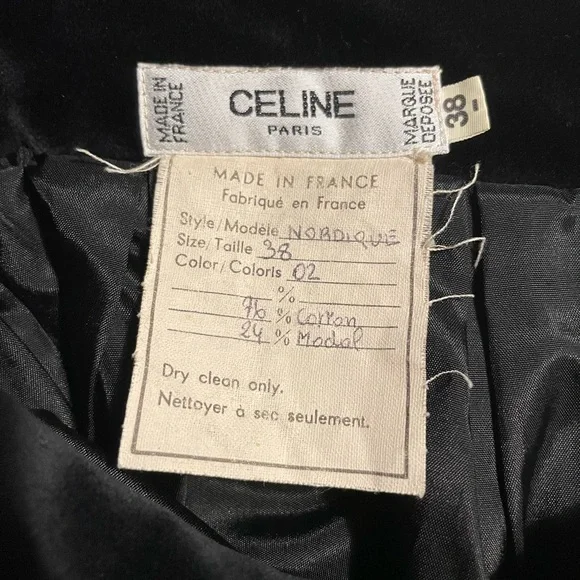 MADE IN
FRANCE
CELINE
PARIS
MARQUE
DEPOSEE
38
MADE IN FRANCE
Fabriqué en France
Style/Modèle NORDIQUE
Size/Taille 38
Color/Coloris 02
%
76 % Cotton
24 % Modal
Dry clean only.
Nettoyer à sec seulement.